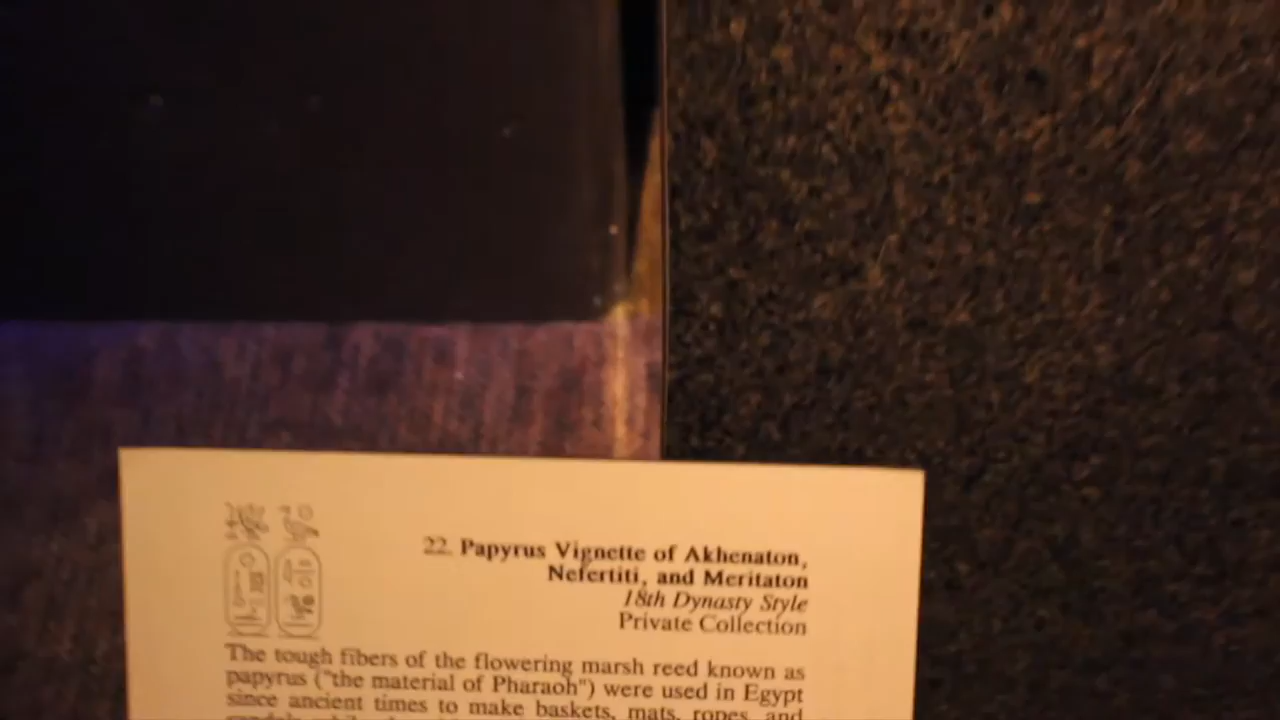 22. Papyrus Vignette of Akhenaton,
Nefertiti, and Meritaton
18th Dynasty Style
Private Collection
The tough fibers of the flowering marsh reed known as
papyrus ("the material of Pharaoh") were used in Egypt
since ancient times to make baskets, mats, ropes, and